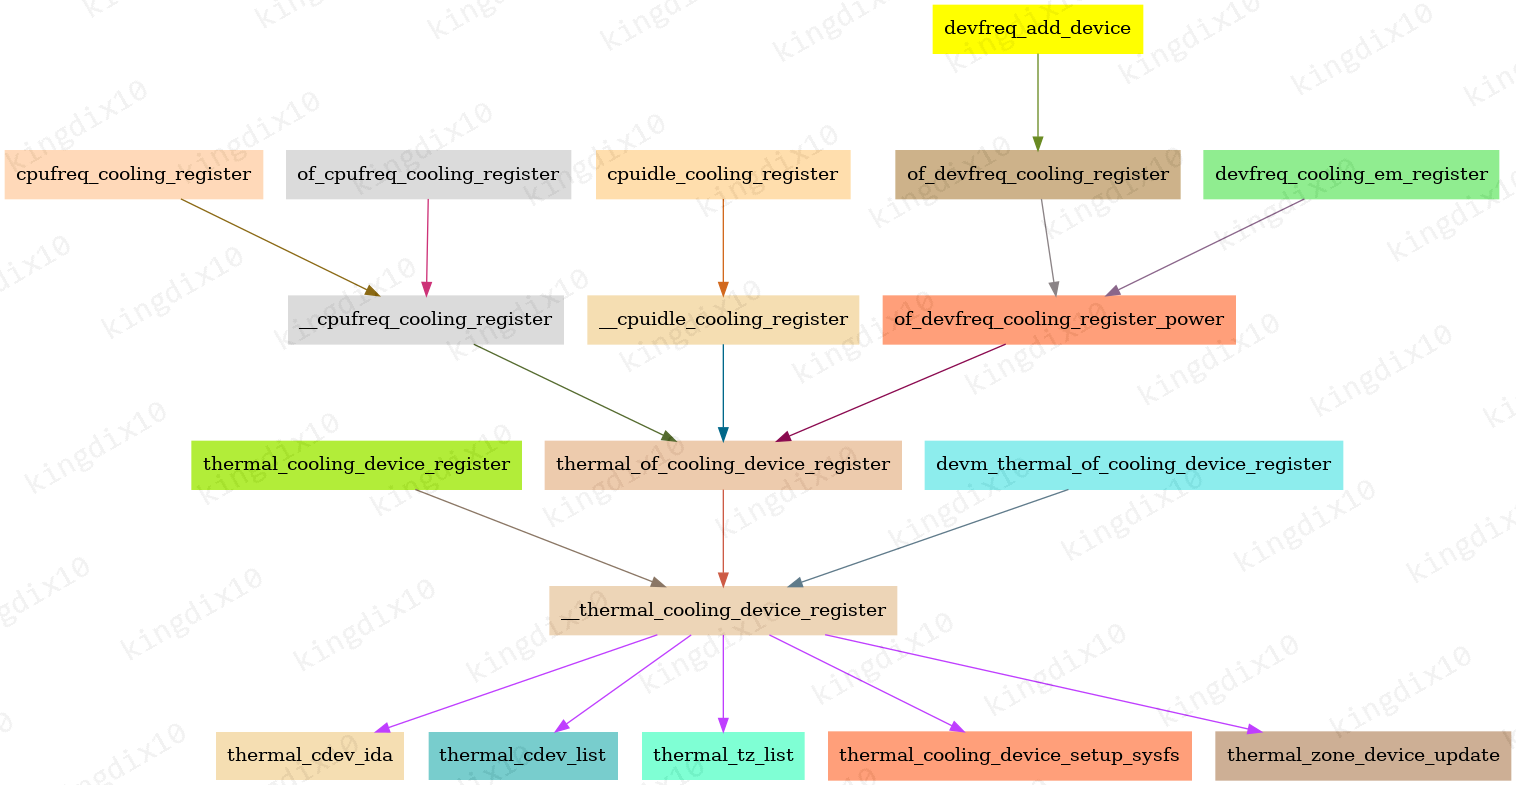 devfreq_add_device
cpufreq_cooling_register
of_cpufreq_cooling_register
cpuidle_cooling_register
of_devfreq_cooling_register
devfreq_cooling_em_register
__cpufreq_cooling_register
__cpuidle_cooling_register
of_devfreq_cooling_register_power
thermal_cooling_device_register
thermal_of_cooling_device_register
devm_thermal_of_cooling_device_register
__thermal_cooling_device_register
thermal_cdev_ida
thermal_cdev_list
thermal_tz_list
thermal_cooling_device_setup_sysfs
thermal_zone_device_update
kingdix10